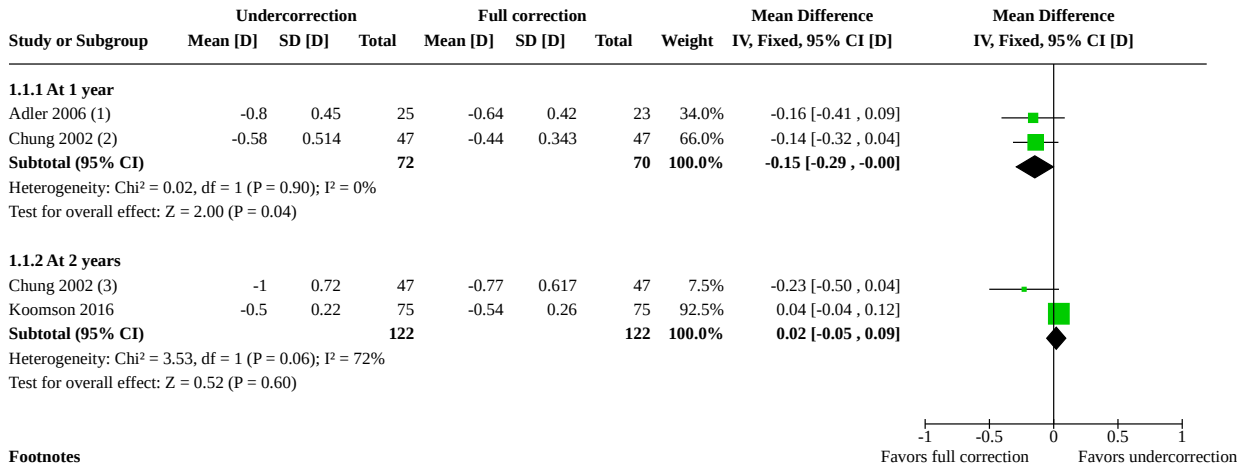 Undercorrection Full correction Mean Difference Mean Difference
Study or Subgroup Mean [D] SD [D] Total Mean [D] SD [D] Total Weight IV, Fixed, 95% CI [D] IV, Fixed, 95% CI [D]
1.1.1 At 1 year
Adler 2006 (1) -0.8 0.45 25 -0.64 0.42 23 34.0% -0.16 [-0.41 , 0.09]
Chung 2002 (2) -0.58 0.514 47 -0.44 0.343 47 66.0% -0.14 [-0.32 , 0.04]
Subtotal (95% CI) 72 70 100.0% -0.15 [-0.29 , -0.00]
Heterogeneity: Chi² = 0.02, df = 1 (P = 0.90); I² = 0%
Test for overall effect: Z = 2.00 (P = 0.04)
1.1.2 At 2 years
Chung 2002 (3) -1 0.72 47 -0.77 0.617 47 7.5% -0.23 [-0.50 , 0.04]
Koomson 2016 -0.5 0.22 75 -0.54 0.26 75 92.5% 0.04 [-0.04 , 0.12]
Subtotal (95% CI) 122 122 100.0% 0.02 [-0.05 , 0.09]
Heterogeneity: Chi² = 3.53, df = 1 (P = 0.06); I² = 72%
Test for overall effect: Z = 0.52 (P = 0.60)
-1 -0.5 0 0.5 1
Footnotes Favors full correction Favors undercorrection